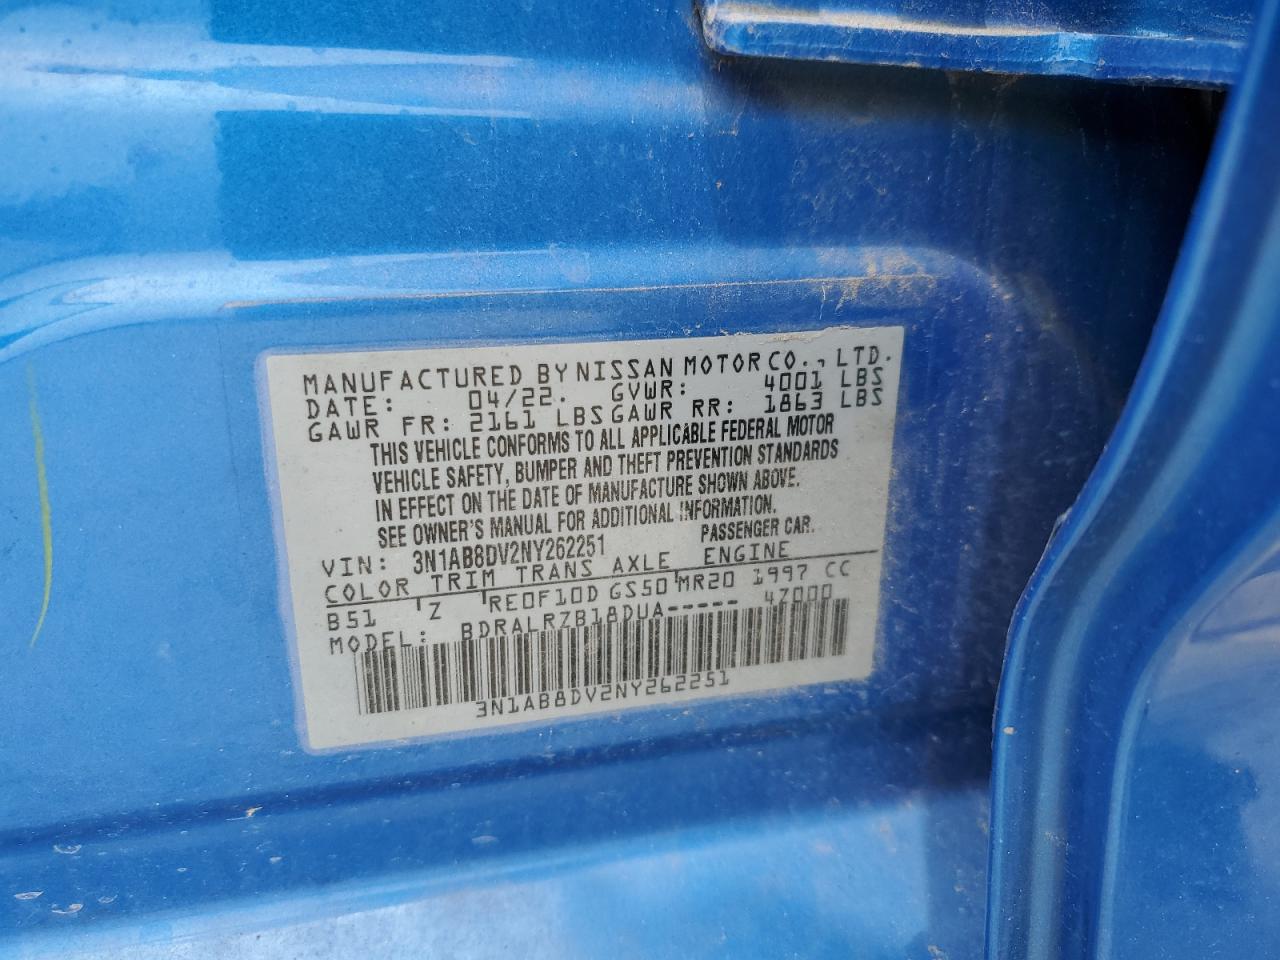 MANUFACTURED BY NISSAN MOTOR CO., LTD.
DATE: 04/22. GVWR: 4001 LBS
GAWR FR: 2161 LBS GAWR RR: 1863 LBS
THIS VEHICLE CONFORMS TO ALL APPLICABLE FEDERAL MOTOR
VEHICLE SAFETY, BUMPER AND THEFT PREVENTION STANDARDS
IN EFFECT ON THE DATE OF MANUFACTURE SHOWN ABOVE.
SEE OWNER'S MANUAL FOR ADDITIONAL INFORMATION.
VIN: 3N1AB8DV2NY262251 PASSENGER CAR.
COLOR TRIM TRANS AXLE ENGINE
B51 Z RE0F10D GS50 MR20 1997 CC
MODEL: BDRALRZB18DUA----- 4Z000
3N1AB8DV2NY262251